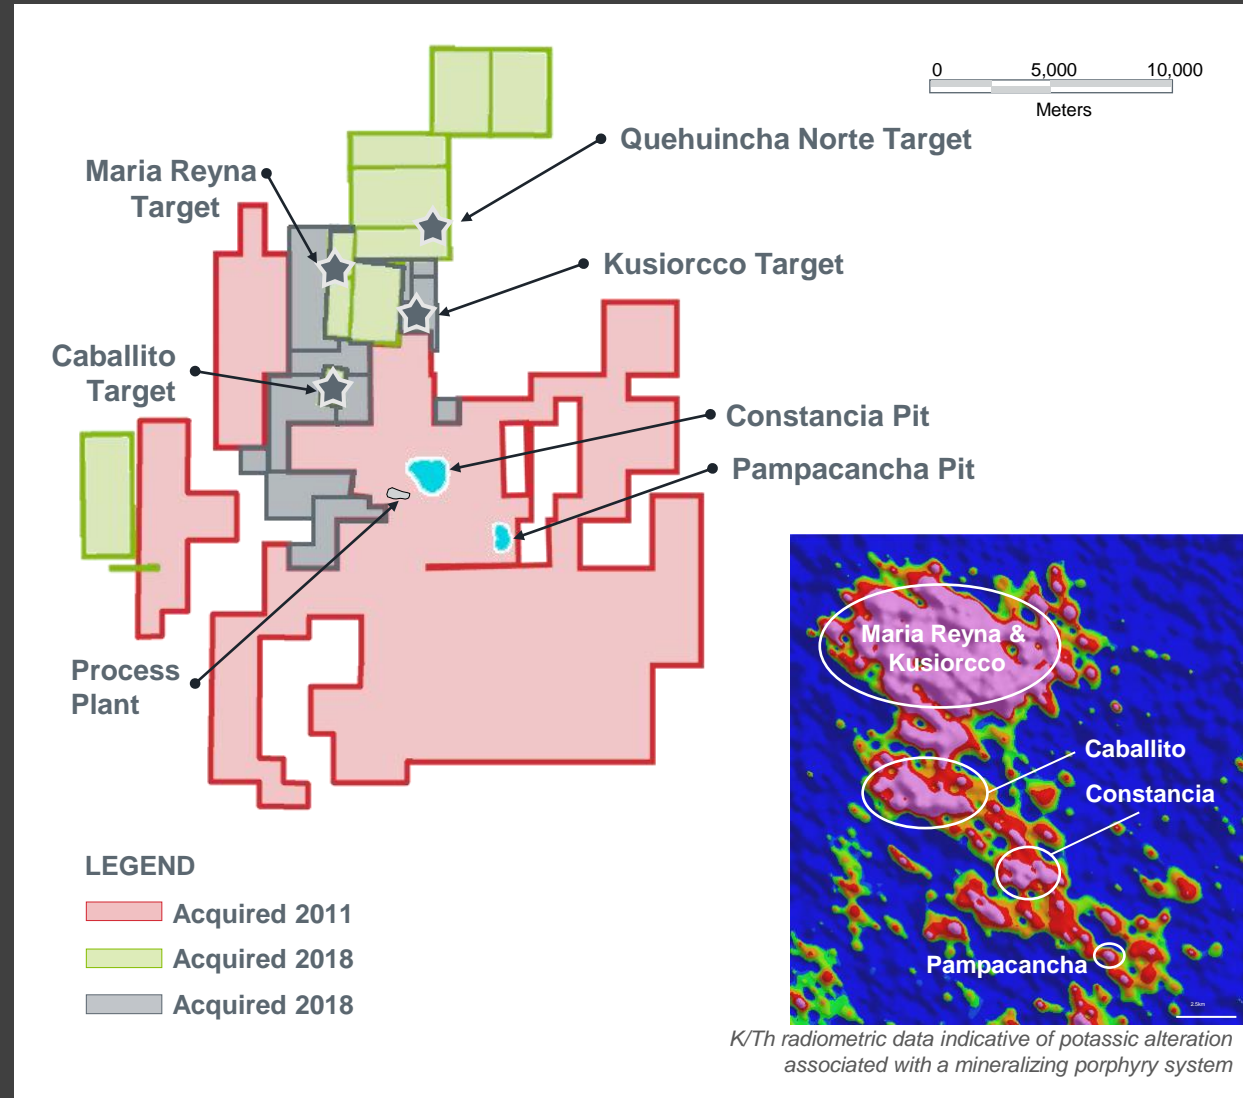 0 5,000 10,000
Meters
Quehuincha Norte Target
Maria Reyna
Target
Kusiorcco Target
Caballito
Target
Constancia Pit
Pampacancha Pit
Process
Plant
Maria Reyna &
Kusiorcco
Caballito
Constancia
Pampacancha
2.5km
LEGEND
Acquired 2011
Acquired 2018
Acquired 2018
K/Th radiometric data indicative of potassic alteration
associated with a mineralizing porphyry system